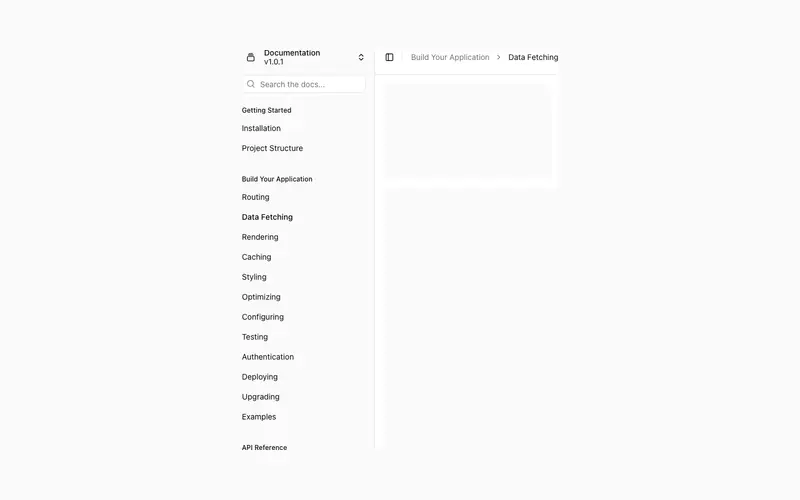 Documentation
v1.0.1
Search the docs...
Getting Started
Installation
Project Structure
Build Your Application
Routing
Data Fetching
Rendering
Caching
Styling
Optimizing
Configuring
Testing
Authentication
Deploying
Upgrading
Examples
API Reference
Build Your Application > Data Fetching